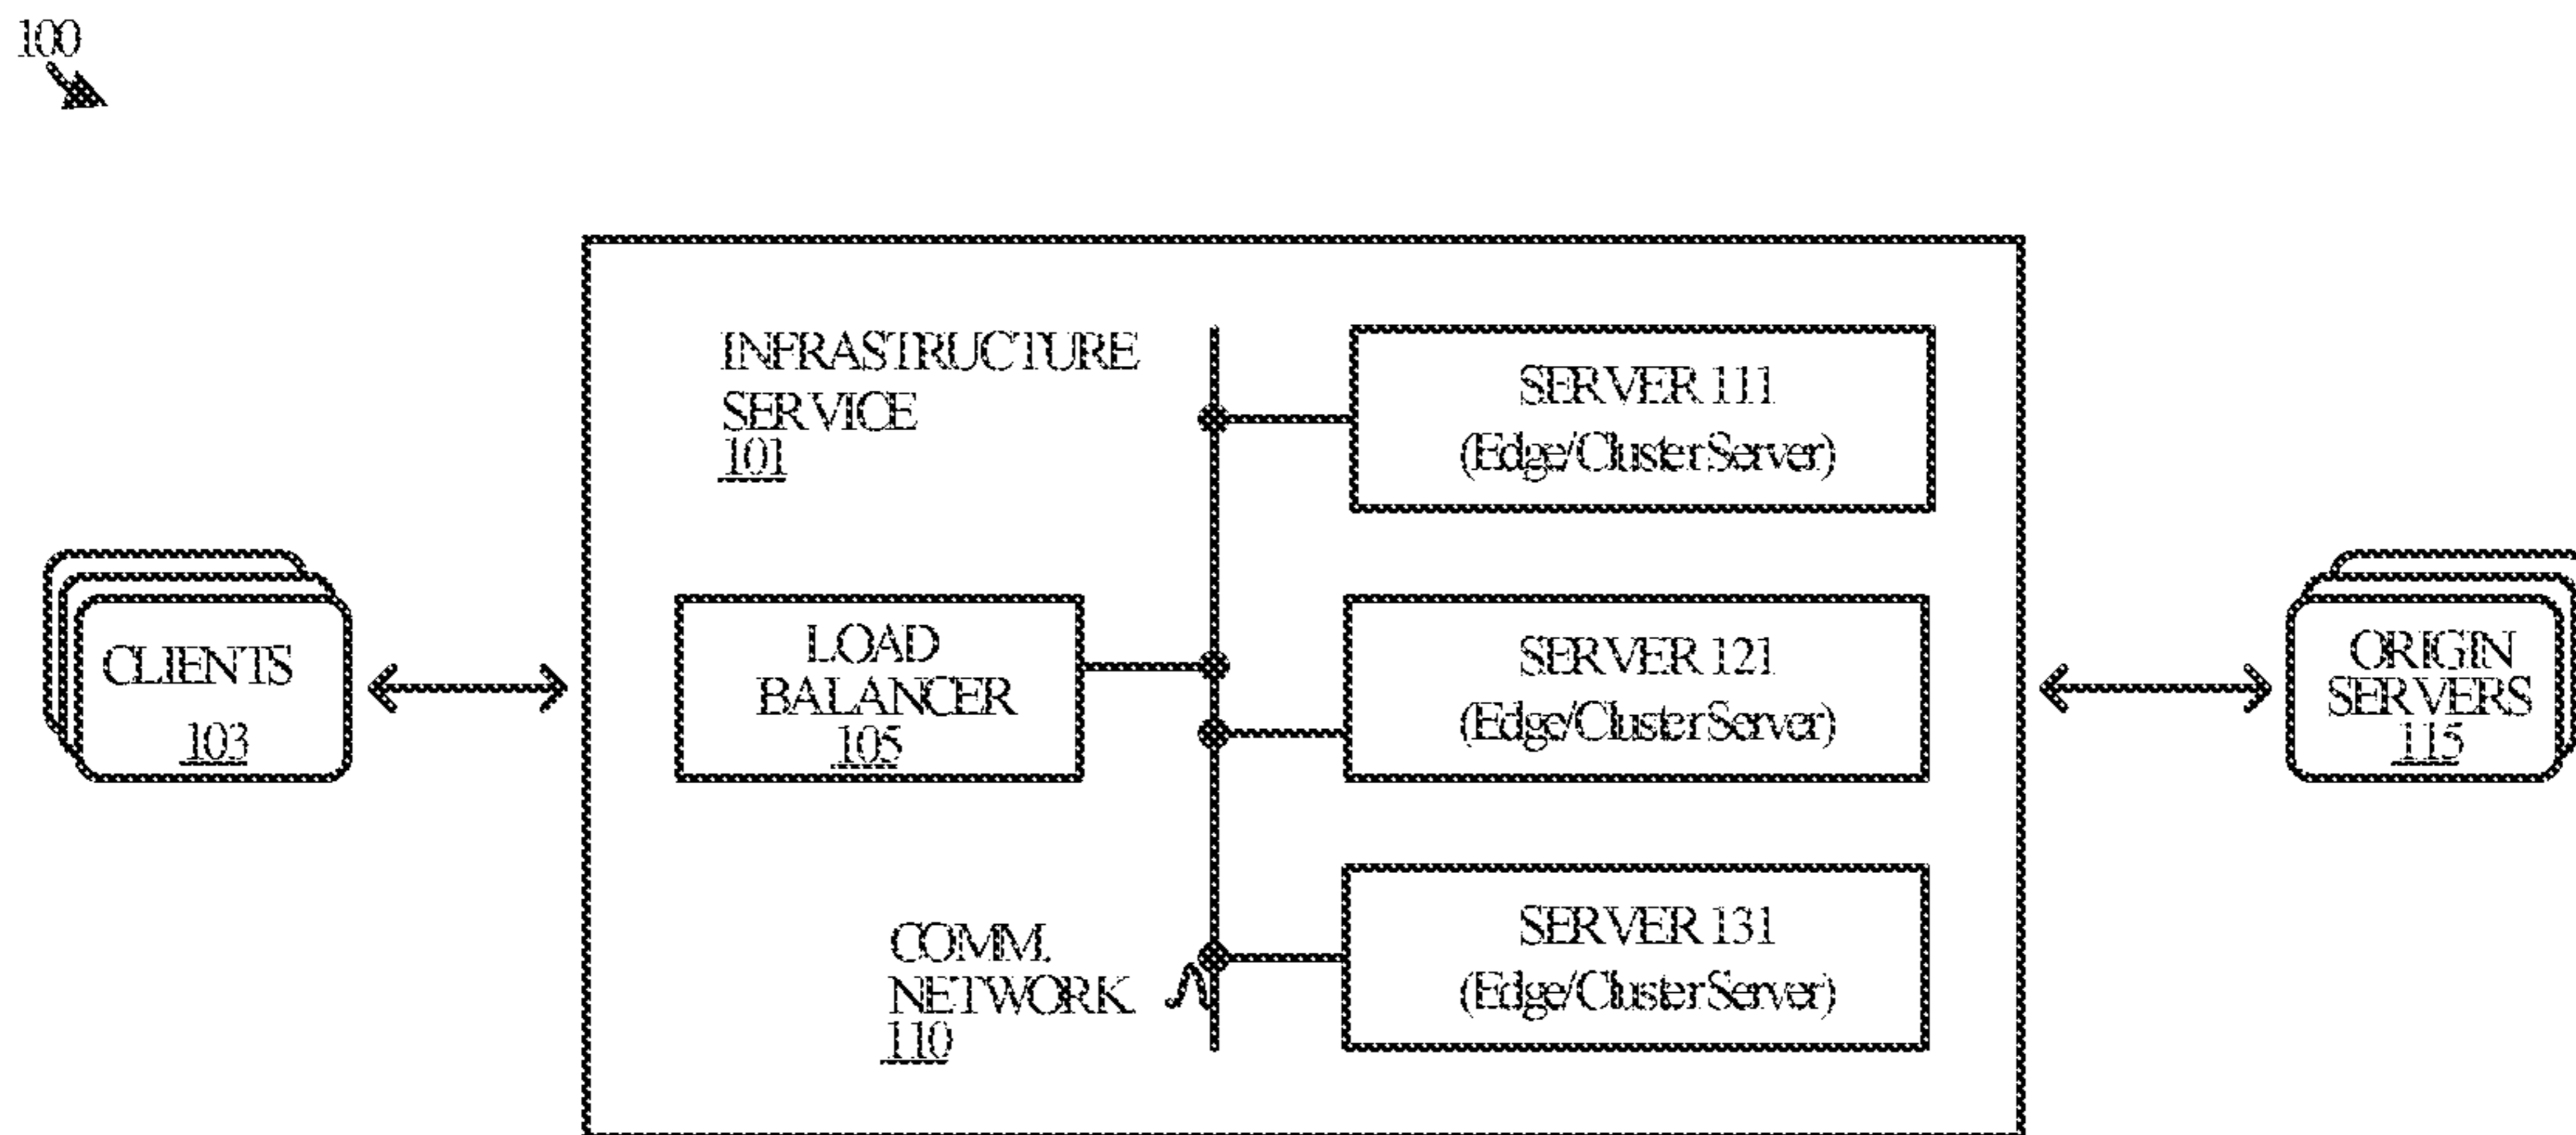 100
INFRASTRUCTURE
SERVICE
101
SERVER 111
(Edge/Cluster Server)
CLIENTS
103
LOAD
BALANCER
105
SERVER 121
(Edge/Cluster Server)
ORIGIN
SERVERS
115
COMM.
NETWORK
110
SERVER 131
(Edge/Cluster Server)